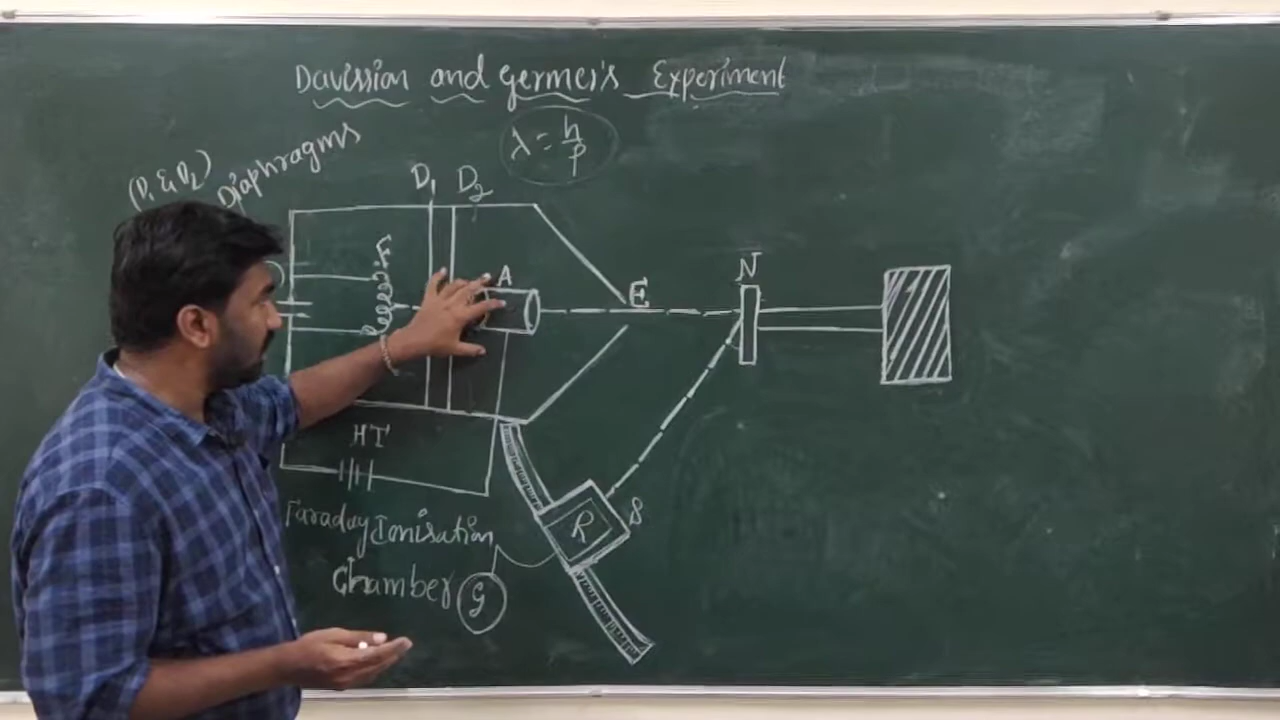 Davission and Germer's Experiment
λ = h/p
(D₁ & D₂)
Diaphragms
D₁ D₂
F
A
E
N
HT
S
R
Faraday Ionisation
Chamber
G